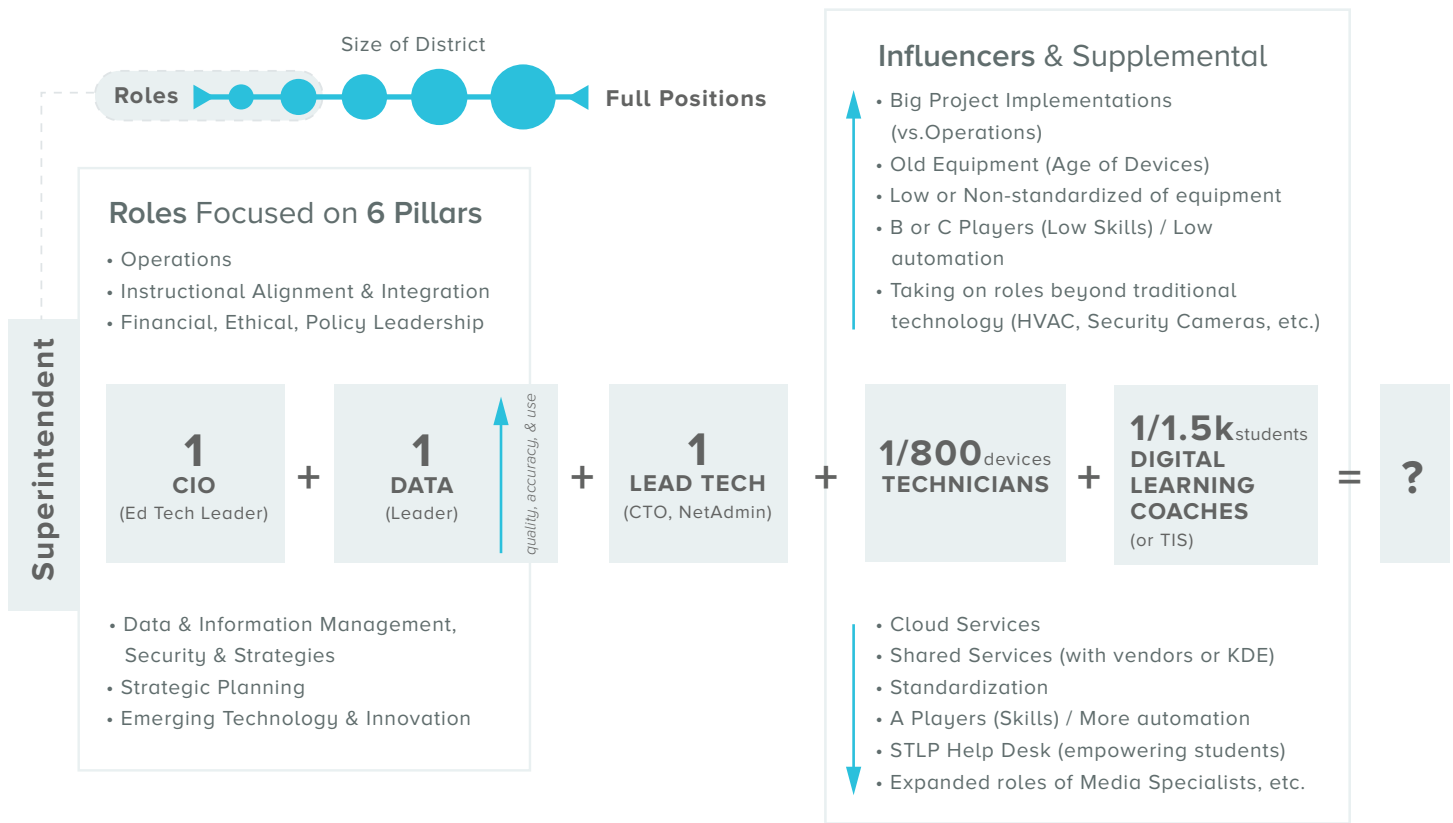 Size of District
Roles
Full Positions
Influencers & Supplemental
• Big Project Implementations
(vs.Operations)
• Old Equipment (Age of Devices)
• Low or Non-standardized of equipment
• B or C Players (Low Skills) / Low
automation
• Taking on roles beyond traditional
technology (HVAC, Security Cameras, etc.)
Roles Focused on 6 Pillars
• Operations
• Instructional Alignment & Integration
• Financial, Ethical, Policy Leadership
Superintendent
1
CIO
(Ed Tech Leader)
+
1
DATA
(Leader)
quality, accuracy, & use
+
1
LEAD TECH
(CTO, NetAdmin)
+
1/800 devices
TECHNICIANS
+
1/1.5k students
DIGITAL
LEARNING
COACHES
(or TIS)
=
?
• Data & Information Management,
Security & Strategies
• Strategic Planning
• Emerging Technology & Innovation
• Cloud Services
• Shared Services (with vendors or KDE)
• Standardization
• A Players (Skills) / More automation
• STLP Help Desk (empowering students)
• Expanded roles of Media Specialists, etc.